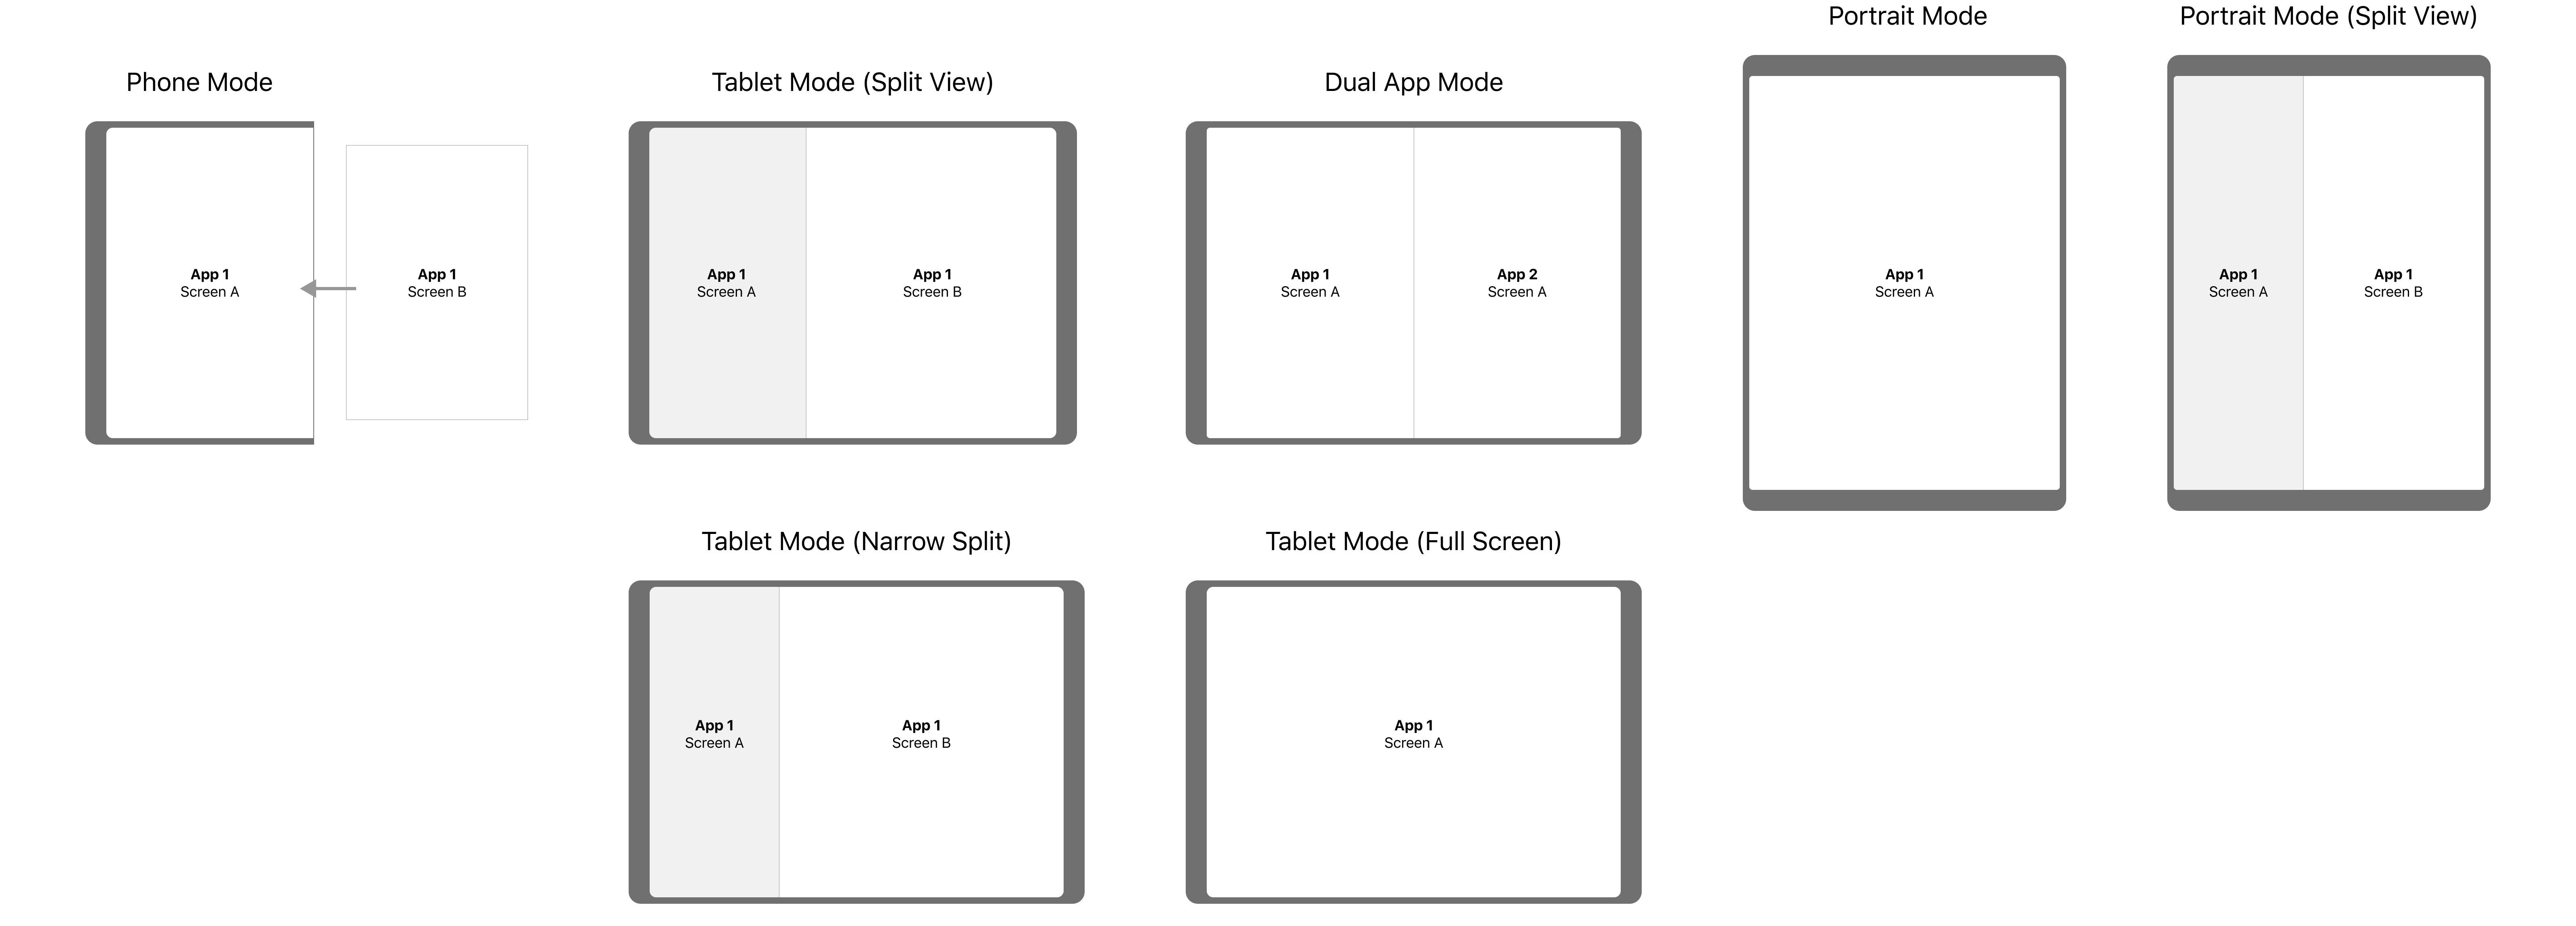 Portrait Mode
Portrait Mode (Split View)
Phone Mode
Tablet Mode (Split View)
Dual App Mode
App 1
Screen A
App 1
Screen B
App 1
Screen A
App 1
Screen B
App 1
Screen A
App 2
Screen A
App 1
Screen A
App 1
Screen A
App 1
Screen B
Tablet Mode (Narrow Split)
Tablet Mode (Full Screen)
App 1
Screen A
App 1
Screen B
App 1
Screen A